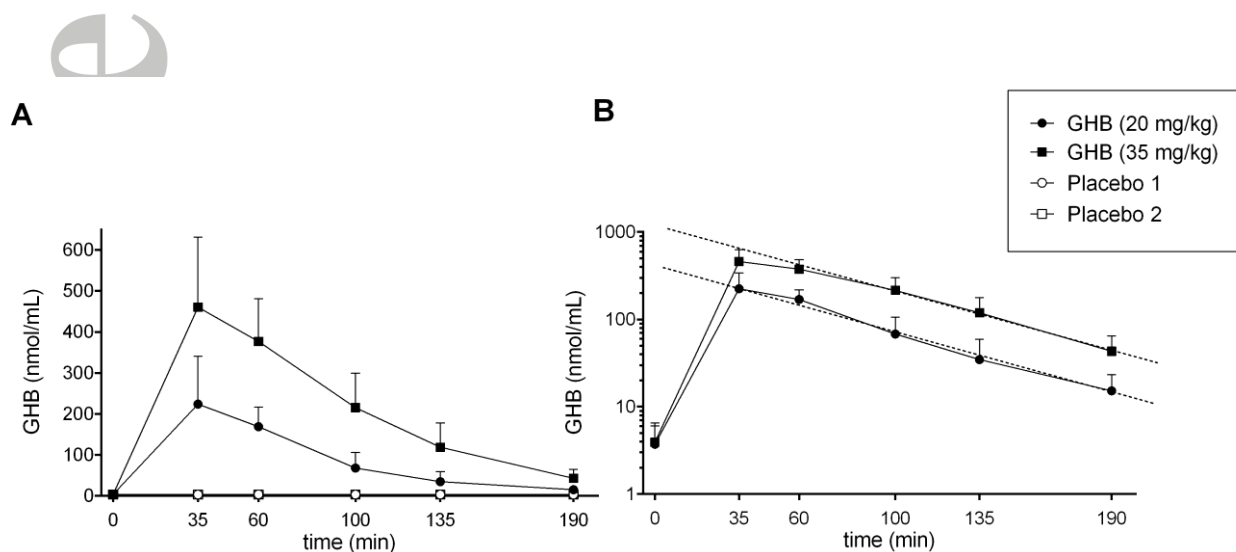 A
B
GHB (20 mg/kg)
GHB (35 mg/kg)
Placebo 1
Placebo 2
GHB (nmol/mL)
600
500
400
300
200
100
0
0 35 60 100 135 190
time (min)
GHB (nmol/mL)
1000
100
10
1
0 35 60 100 135 190
time (min)